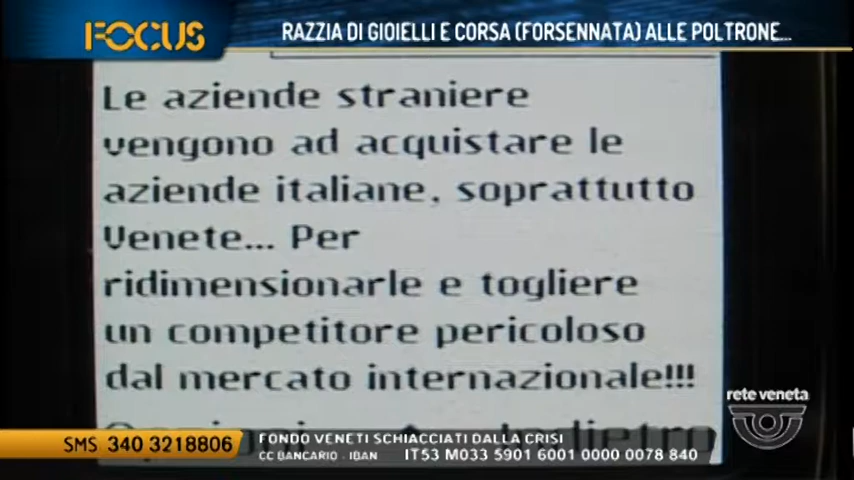 FOCUS
RAZZIA DI GIOIELLI E CORSA (FORSENNATA) ALLE POLTRONE...
Le aziende straniere
vengono ad acquistare le
aziende italiane, soprattutto
Venete... Per
ridimensionarle e togliere
un competitore pericoloso
dal mercato internazionale!!!
Opzioni Indietro
rete veneta
SMS 340 3218806
FONDO VENETI SCHIACCIATI DALLA CRISI
CC BANCARIO - IBAN IT53 M033 5901 6001 0000 0078 840